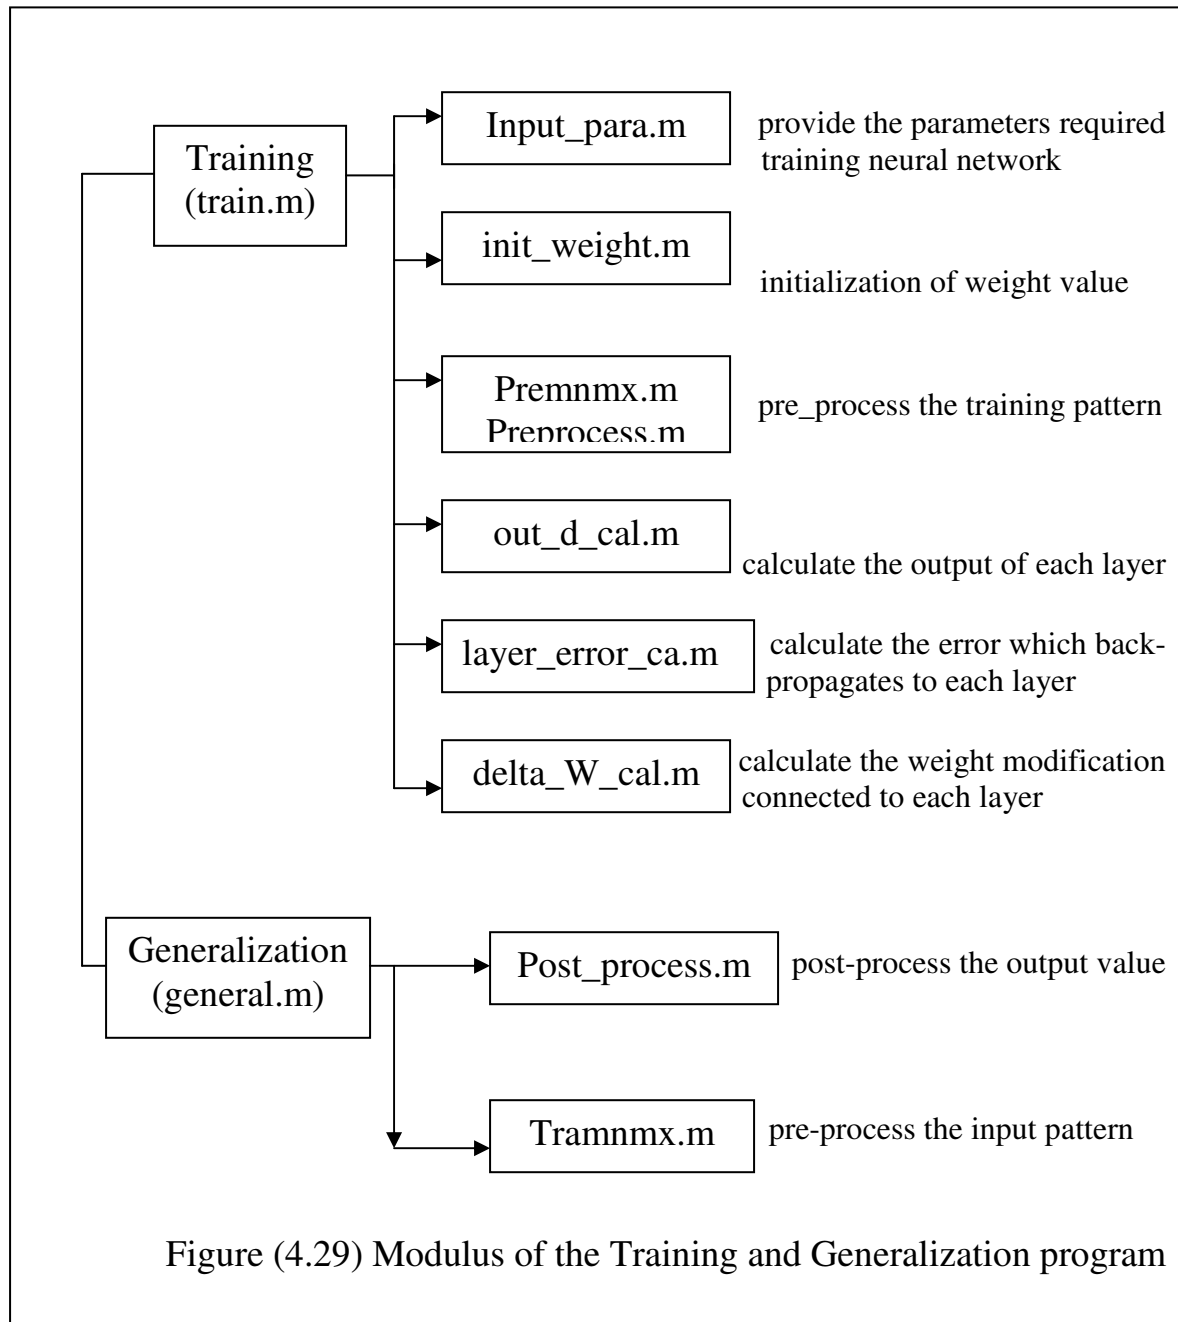 Training
(train.m)
Input_para.m
provide the parameters required
training neural network
init_weight.m
initialization of weight value
Premnmx.m
Preprocess.m
pre_process the training pattern
out_d_cal.m
calculate the output of each layer
layer_error_ca.m
calculate the error which back-
propagates to each layer
delta_W_cal.m
calculate the weight modification
connected to each layer
Generalization
(general.m)
Post_process.m
post-process the output value
Tramnmx.m
pre-process the input pattern
Figure (4.29) Modulus of the Training and Generalization program